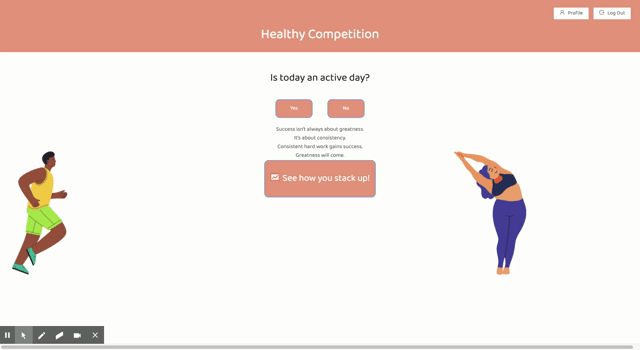 Profile
Log Out
Healthy Competition
Is today an active day?
Yes
No
Success isn't always about greatness.
It's about consistency.
Consistent hard work gains success.
Greatness will come.
See how you stack up!